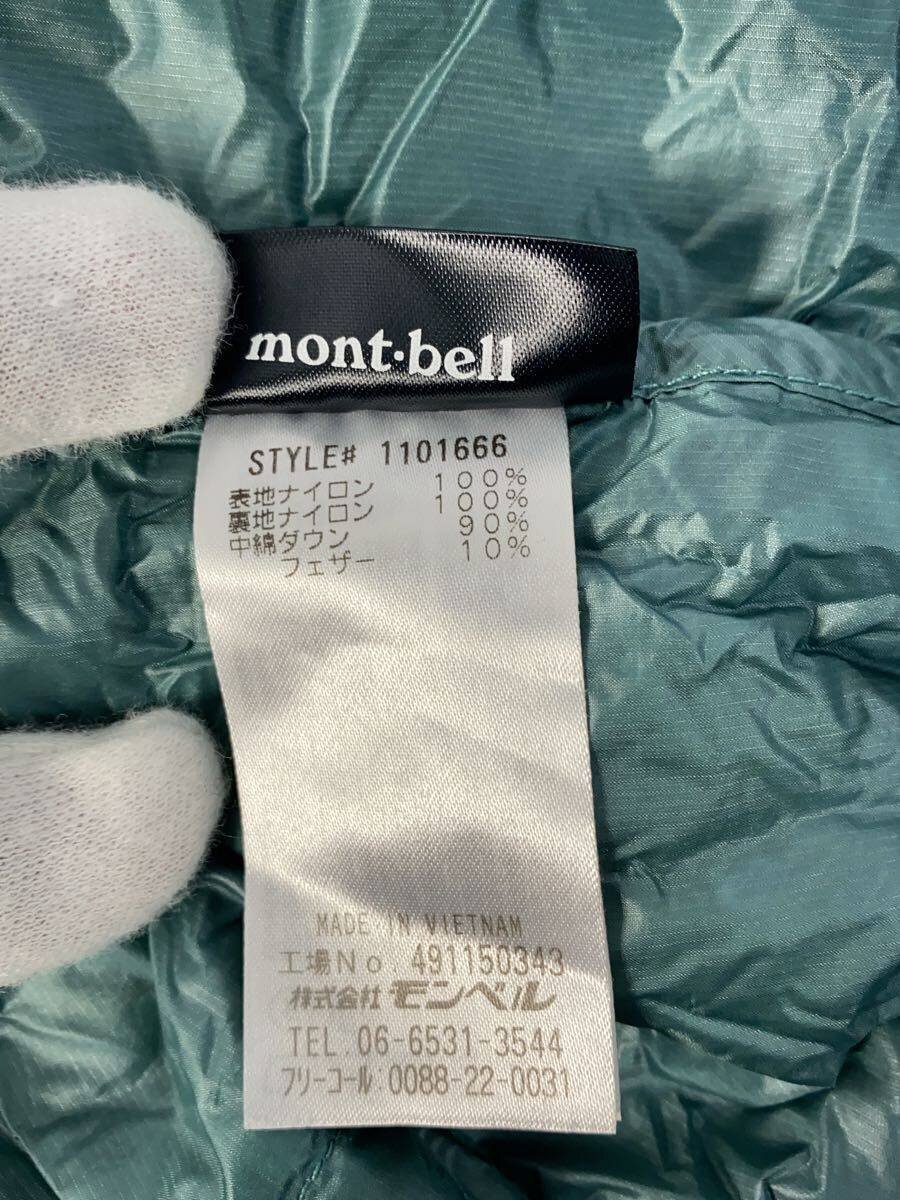 mont·bell
STYLE# 1101666
表地ナイロン 100%
裏地ナイロン 100%
中綿ダウン 90%
フェザー 10%
MADE IN VIETNAM
工場No. 491150343
株式会社モンベル
TEL.06-6531-3544
フリーコール:0088-22-0031